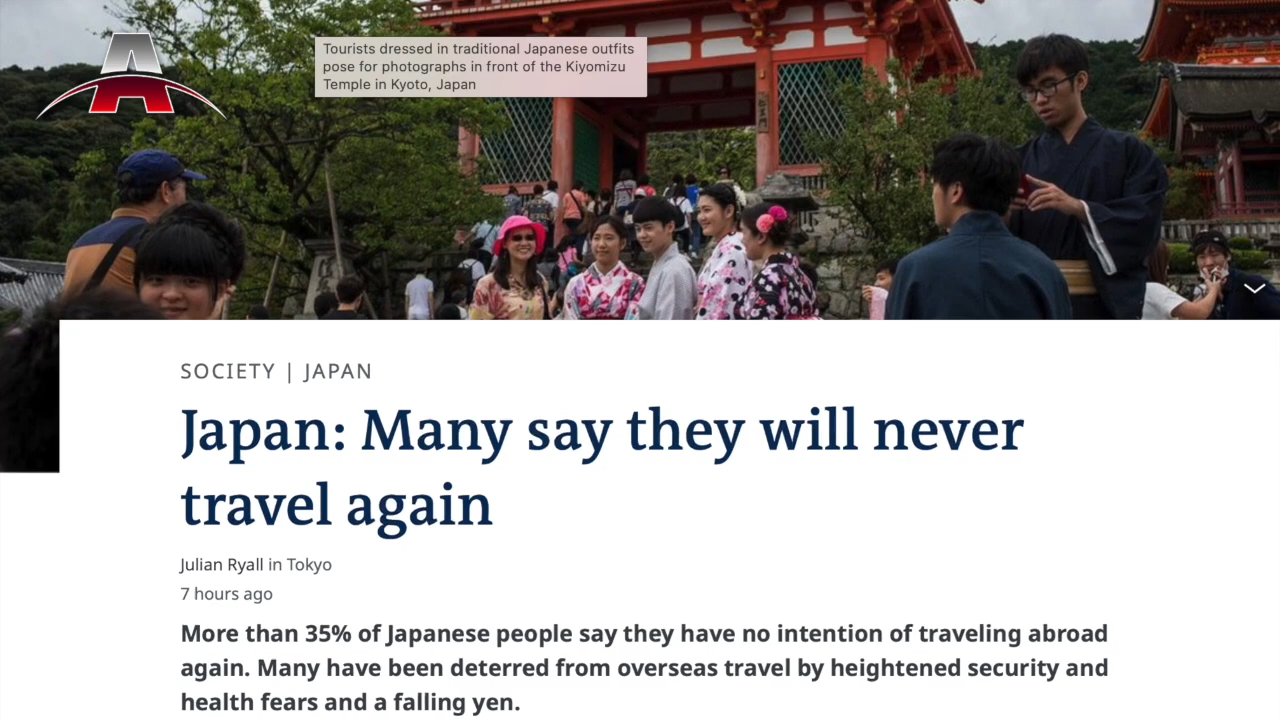 Tourists dressed in traditional Japanese outfits
pose for photographs in front of the Kiyomizu
Temple in Kyoto, Japan
SOCIETY | JAPAN
Japan: Many say they will never
travel again
Julian Ryall in Tokyo
7 hours ago
More than 35% of Japanese people say they have no intention of traveling abroad
again. Many have been deterred from overseas travel by heightened security and
health fears and a falling yen.